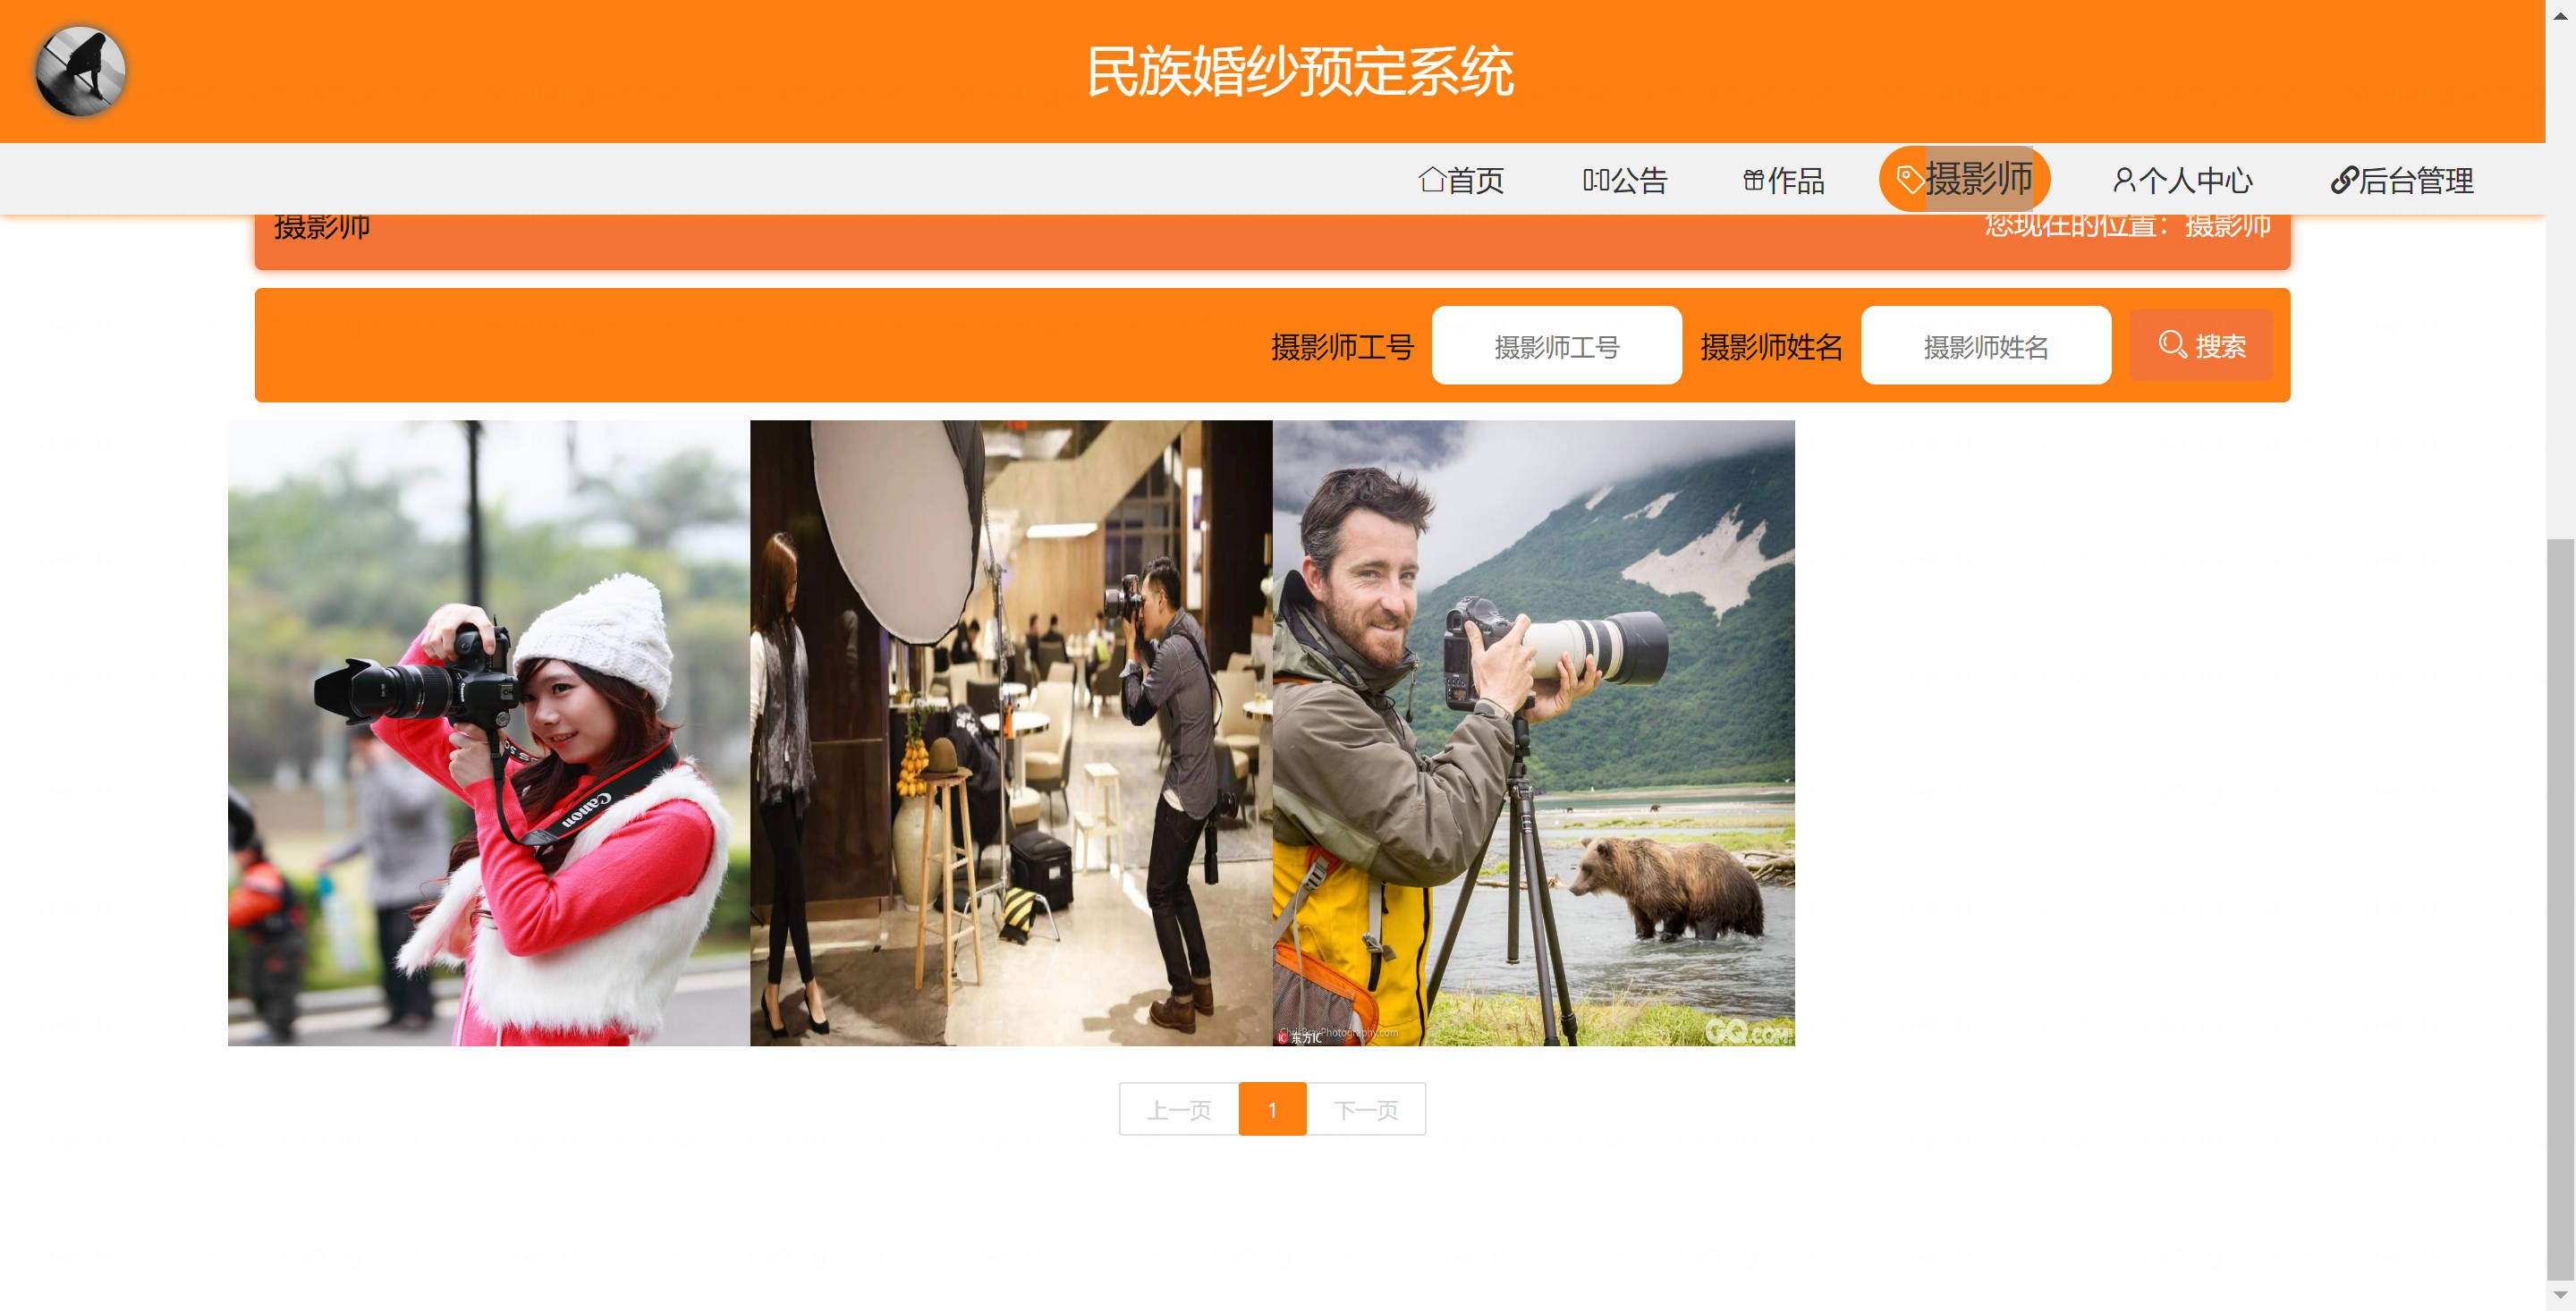 民族婚纱预定系统
首页 公告 作品 摄影师 个人中心 后台管理
摄影师 您现在的位置：摄影师
摄影师工号 摄影师工号 摄影师姓名 摄影师姓名 搜索
Canon
ChrisBrayPhotography.com
IC 东方IC
GQ.COM
上一页 1 下一页